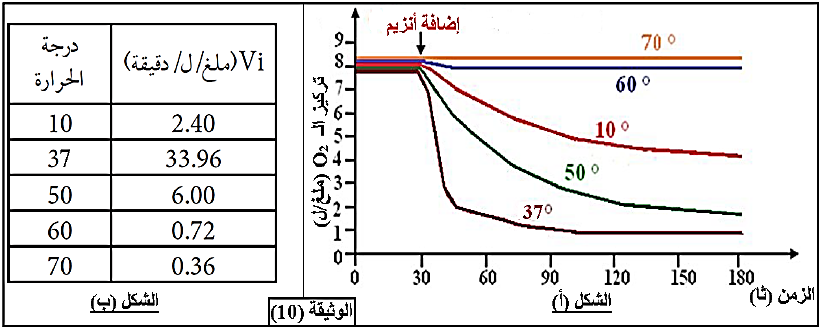 درجة الحرارة	Vi(ملغ/ل/دقيقة)
10	2.40
37	33.96
50	6.00
60	0.72
70	0.36
الشكل (ب)
إضافة أنزيم
تركيز الـ O₂ (ملغ/ل)
9
8
7
6
5
4
3
2
1
0
70 °
60 °
10 °
50 °
37°
0 30 60 90 120 150 180
الزمن (ثا)
الشكل (أ)
الوثيقة (10)